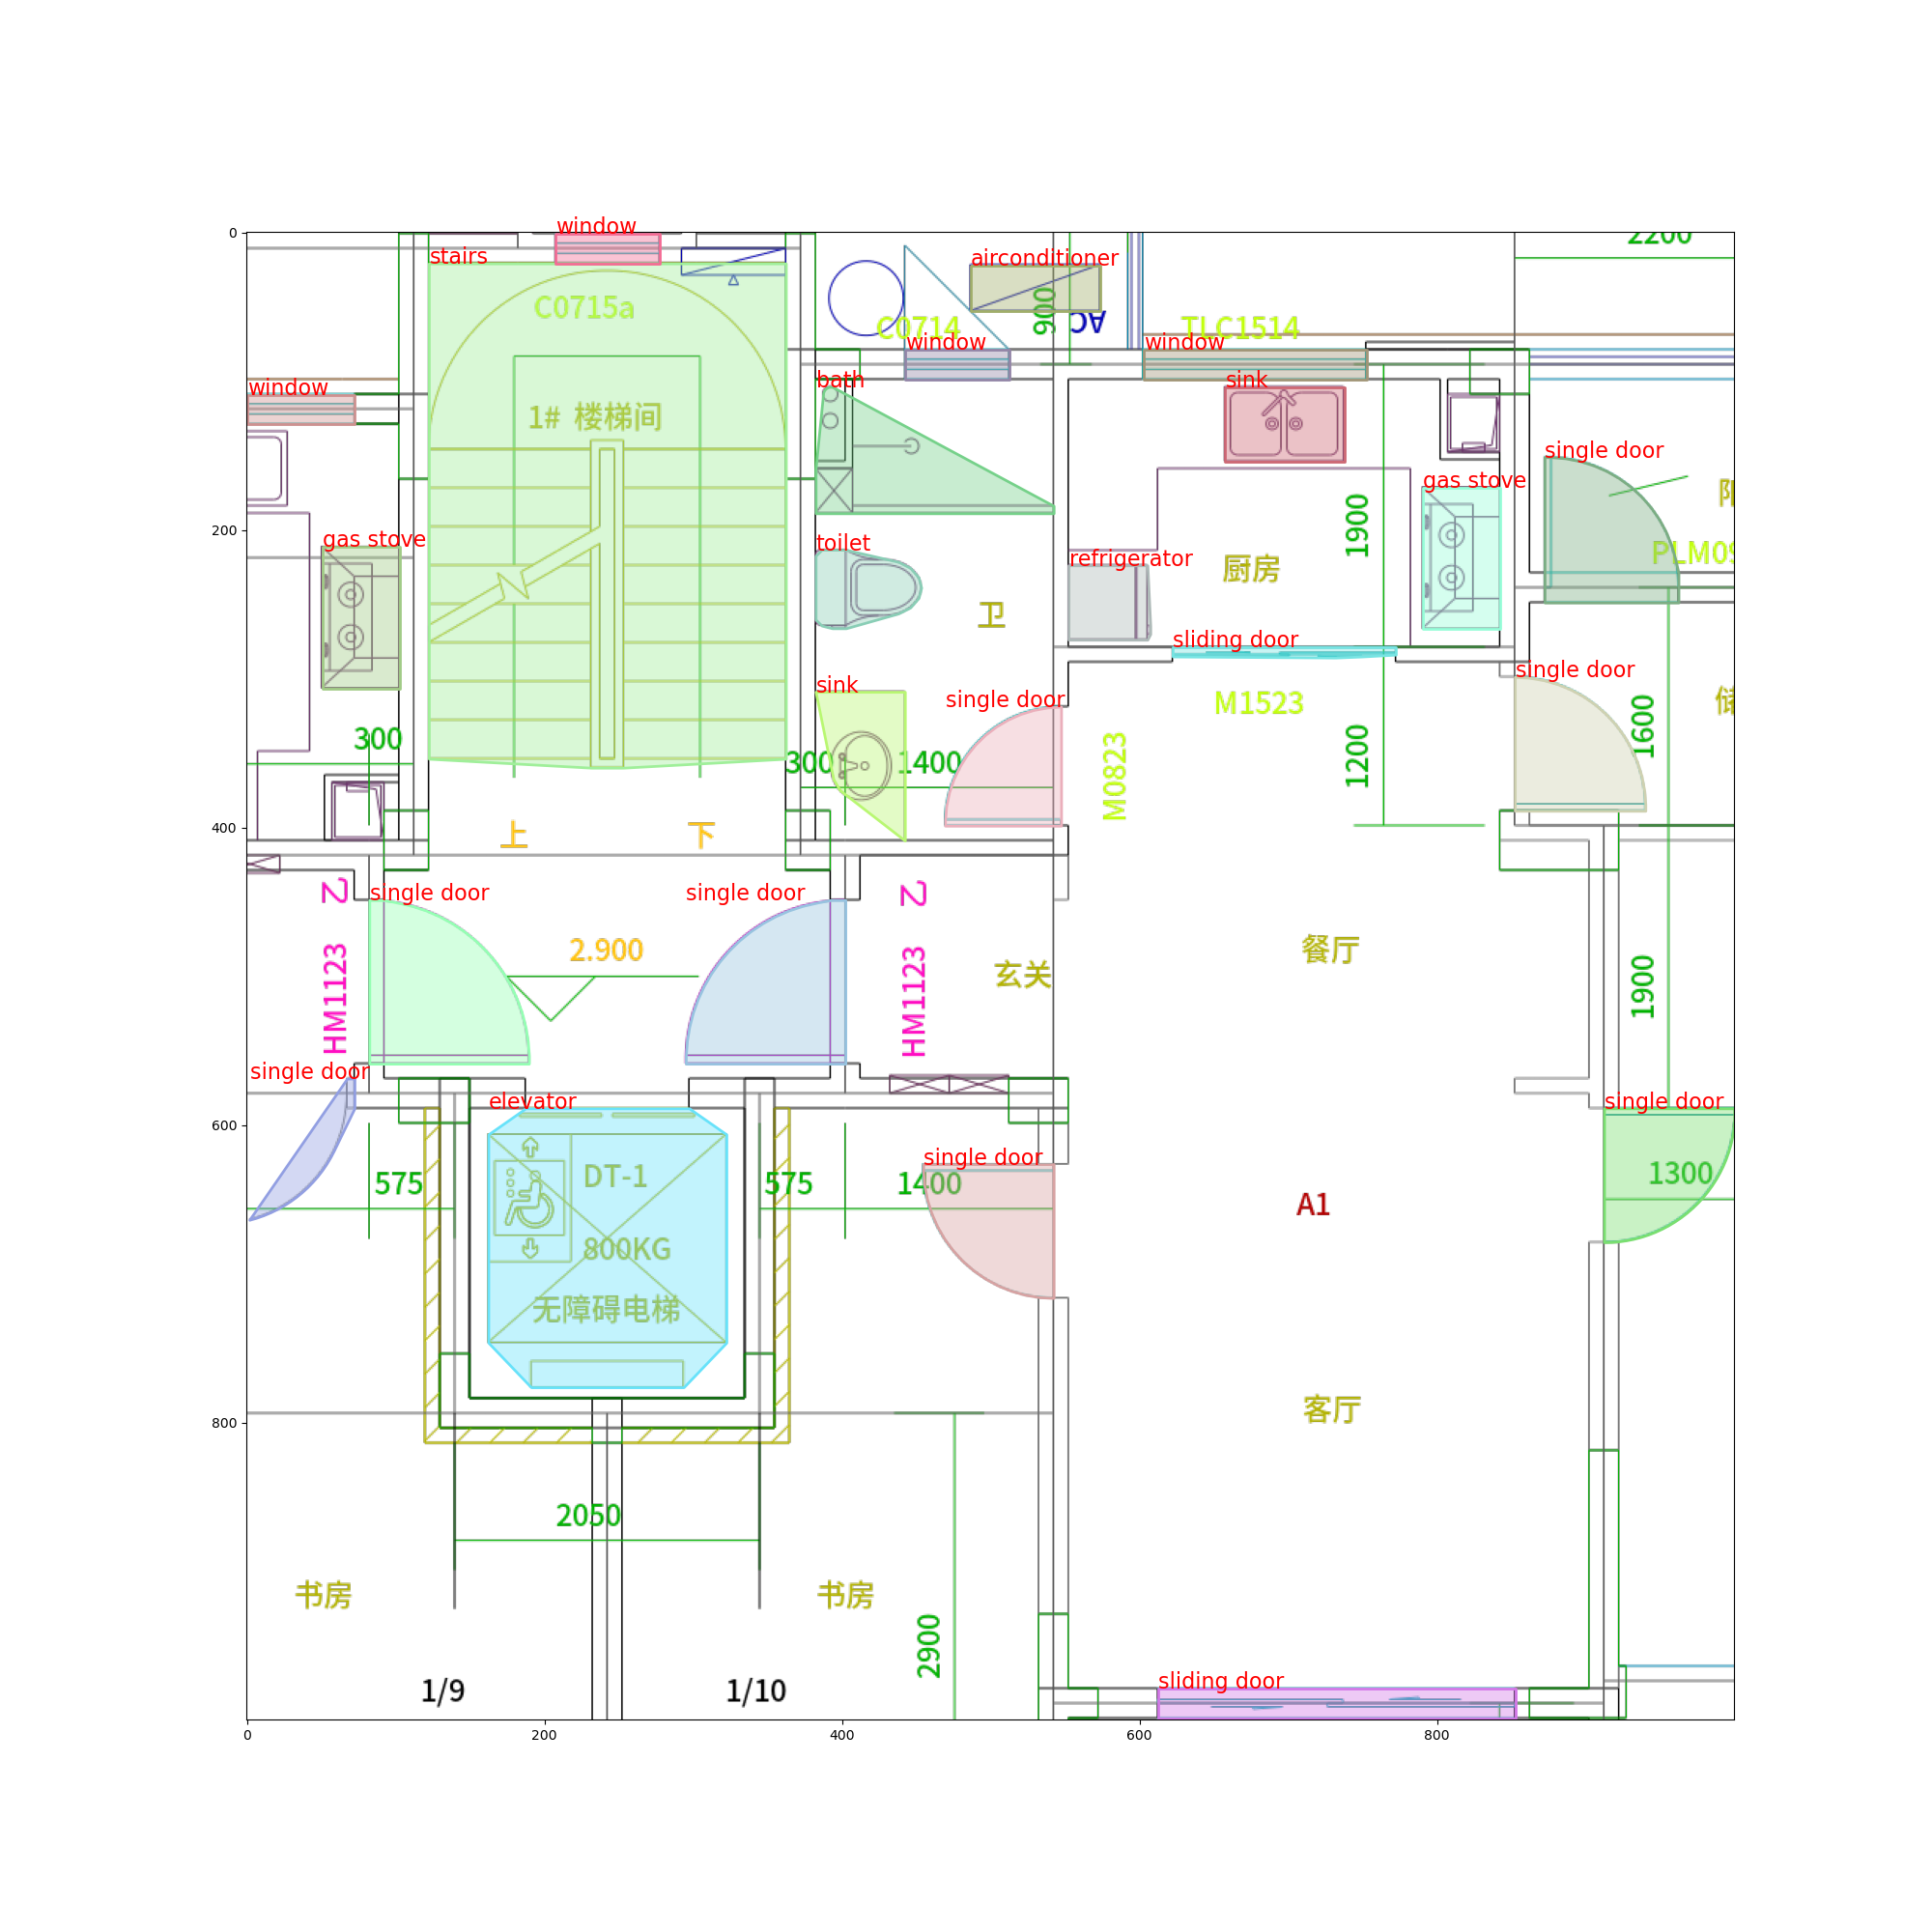 window
2200
stairs
airconditioner
C0715a
900
AC
C0714
TLC1514
window
window
window
bath
sink
1# 楼梯间
single door
gas stove
1900
gas stove
toilet
PLM09
refrigerator
厨房
卫
sliding door
single door
sink
single door
M1523
1600
300
300
1400
M0823
1200
上
下
single door
single door
2
2
2.900
餐厅
玄关
HM1123
HM1123
1900
single door
elevator
single door
single door
575
DT-1
575
1400
1300
A1
800KG
无障碍电梯
客厅
2050
书房
书房
2900
sliding door
1/9
1/10
0
200
400
600
800
0
200
400
600
800